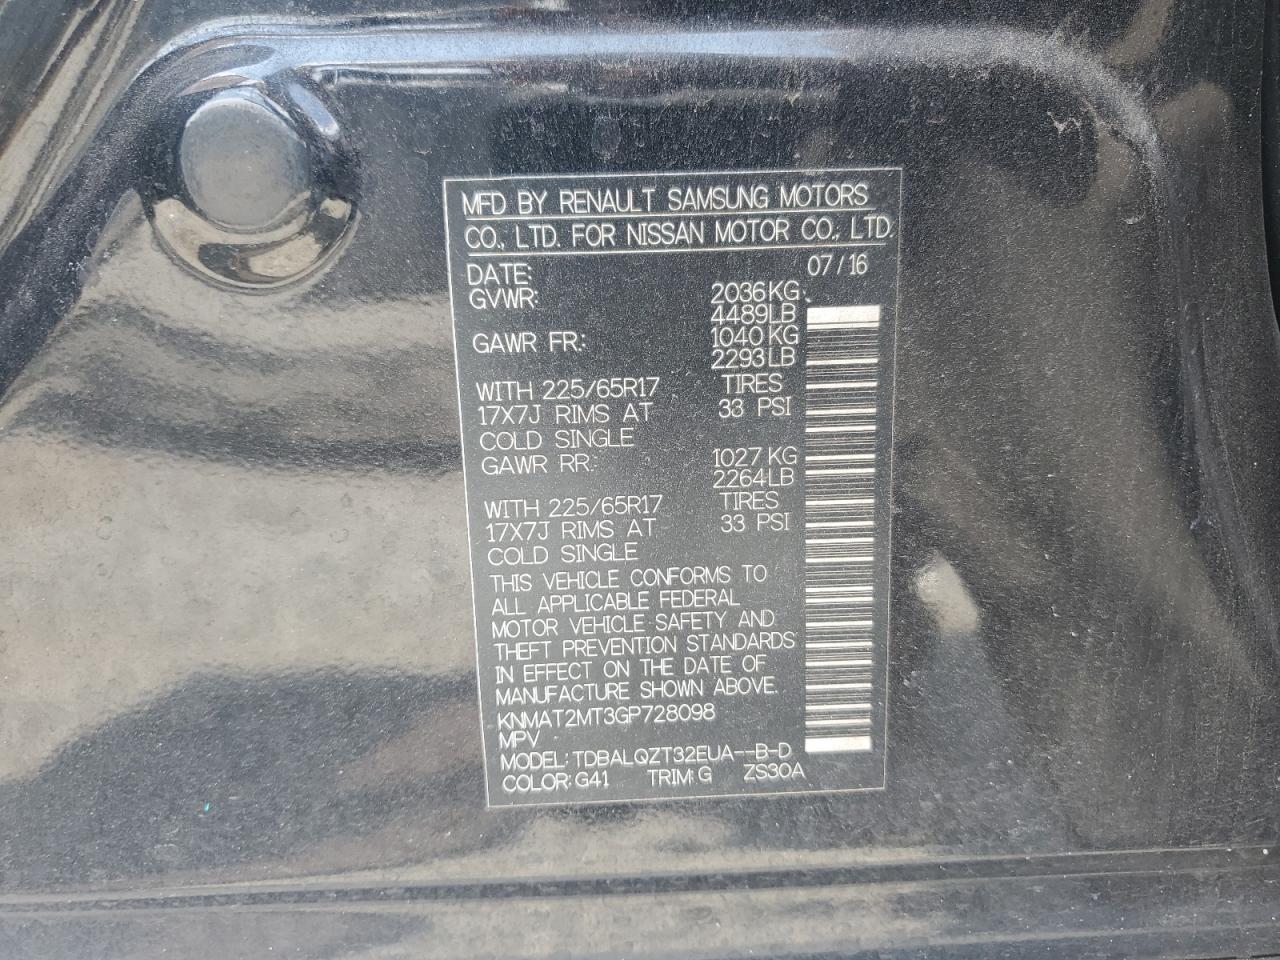 MFD BY RENAULT SAMSUNG MOTORS
CO., LTD. FOR NISSAN MOTOR CO., LTD.
DATE: 07/16
GVWR: 2036KG
4489LB
GAWR FR.: 1040KG
2293LB
WITH 225/65R17 TIRES
17X7J RIMS AT 33 PSI
COLD SINGLE
GAWR RR.: 1027KG
2264LB
WITH 225/65R17 TIRES
17X7J RIMS AT 33 PSI
COLD SINGLE
THIS VEHICLE CONFORMS TO
ALL APPLICABLE FEDERAL
MOTOR VEHICLE SAFETY AND
THEFT PREVENTION STANDARDS
IN EFFECT ON THE DATE OF
MANUFACTURE SHOWN ABOVE.
KNMAT2MT3GP728098
MPV
MODEL: TDBALQZT32EUA--B-D
COLOR: G41 TRIM: G ZS30A